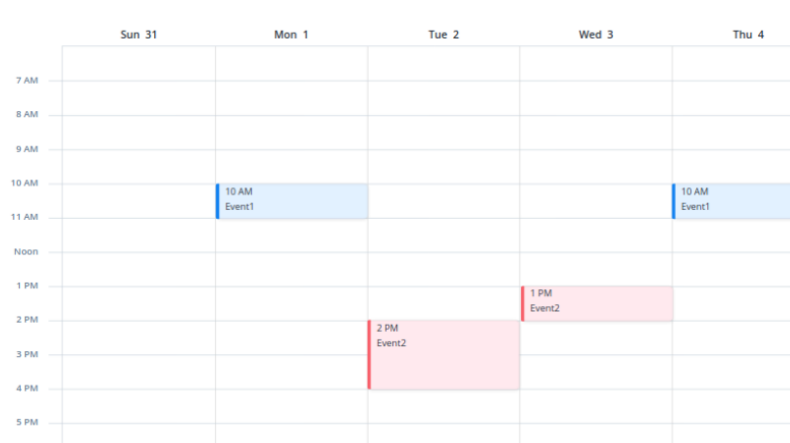 Sun 31 Mon 1 Tue 2 Wed 3 Thu 4
7 AM
8 AM
9 AM
10 AM
10 AM
Event1
10 AM
Event1
11 AM
Noon
1 PM
1 PM
Event2
2 PM
2 PM
Event2
3 PM
4 PM
5 PM